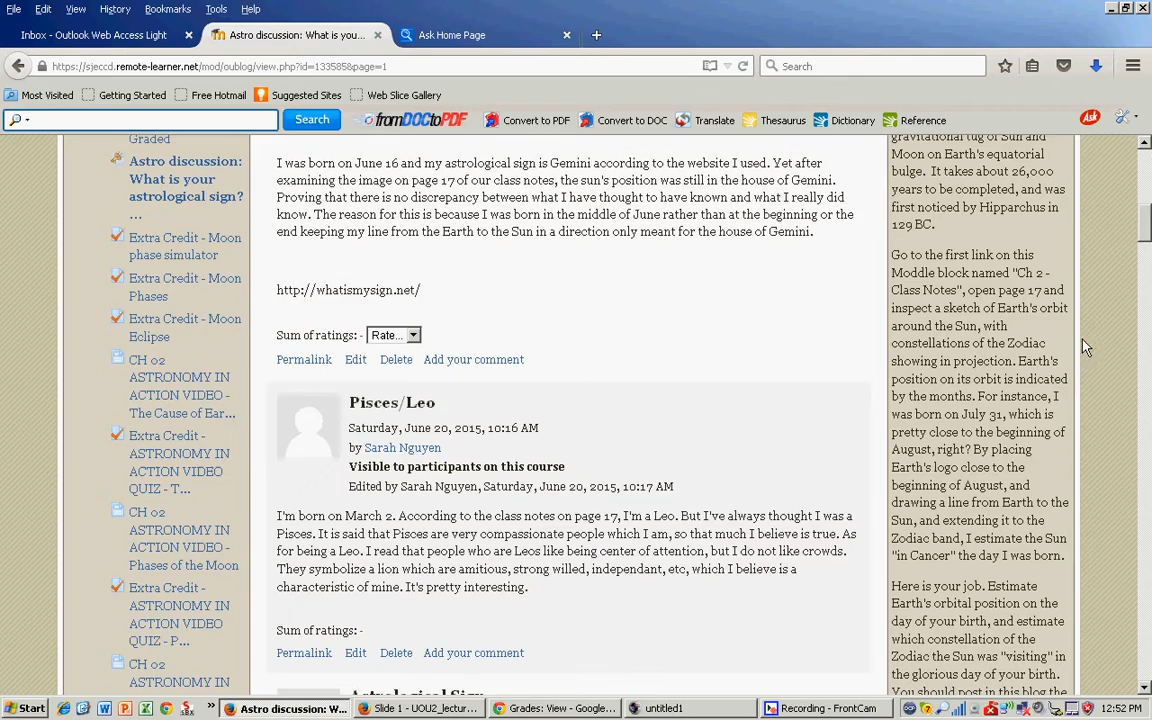 File Edit View History Bookmarks Tools Help
Inbox - Outlook Web Access Light
Astro discussion: What is you...
Ask Home Page
https://sjeccd.remote-learner.net/mod/oublog/view.php?id=133585&page=1
Search
Most Visited Getting Started Free Hotmail Suggested Sites Web Slice Gallery
Search fromDOCtoPDF Convert to PDF Convert to DOC Translate Thesaurus Dictionary Reference Ask
Graded
Astro discussion:
What is your
astrological sign?
...
Extra Credit - Moon
phase simulator
Extra Credit - Moon
Phases
Extra Credit - Moon
Eclipse
CH 02
ASTRONOMY IN
ACTION VIDEO -
The Cause of Ear...
Extra Credit -
ASTRONOMY IN
ACTION VIDEO
QUIZ - T...
CH 02
ASTRONOMY IN
ACTION VIDEO -
Phases of the Moon
Extra Credit -
ASTRONOMY IN
ACTION VIDEO
QUIZ - P...
CH 02
ASTRONOMY IN
I was born on June 16 and my astrological sign is Gemini according to the website I used. Yet after
examining the image on page 17 of our class notes, the sun's position was still in the house of Gemini.
Proving that there is no discrepancy between what I have thought to have known and what I really did
know. The reason for this is because I was born in the middle of June rather than at the beginning or the
end keeping my line from the Earth to the Sun in a direction only meant for the house of Gemini.
http://whatismysign.net/
Sum of ratings: - Rate...
Permalink Edit Delete Add your comment
Pisces/Leo
Saturday, June 20, 2015, 10:16 AM
by Sarah Nguyen
Visible to participants on this course
Edited by Sarah Nguyen, Saturday, June 20, 2015, 10:17 AM
I'm born on March 2. According to the class notes on page 17, I'm a Leo. But I've always thought I was a
Pisces. It is said that Pisces are very compassionate people which I am, so that much I believe is true. As
for being a Leo. I read that people who are Leos like being center of attention, but I do not like crowds.
They symbolize a lion which are amitious, strong willed, independant, etc, which I believe is a
characteristic of mine. It's pretty interesting.
Sum of ratings: -
Permalink Edit Delete Add your comment
Astrological Sign
gravitational tug of Sun and
Moon on Earth's equatorial
bulge. It takes about 26,000
years to be completed, and was
first noticed by Hipparchus in
129 BC.
Go to the first link on this
Moddle block named "Ch 2 -
Class Notes", open page 17 and
inspect a sketch of Earth's orbit
around the Sun, with
constellations of the Zodiac
showing in projection. Earth's
position on its orbit is indicated
by the months. For instance, I
was born on July 31, which is
pretty close to the beginning of
August, right? By placing
Earth's logo close to the
beginning of August, and
drawing a line from Earth to the
Sun, and extending it to the
Zodiac band, I estimate the Sun
"in Cancer" the day I was born.
Here is your job. Estimate
Earth's orbital position on the
day of your birth, and estimate
which constellation of the
Zodiac the Sun was "visiting" in
the glorious day of your birth.
You should post in this blog the
Start Astro discussion: W... Slide 1 - UOU2_lectur... Grades: View - Google... untitled1 Recording - FrontCam 12:52 PM